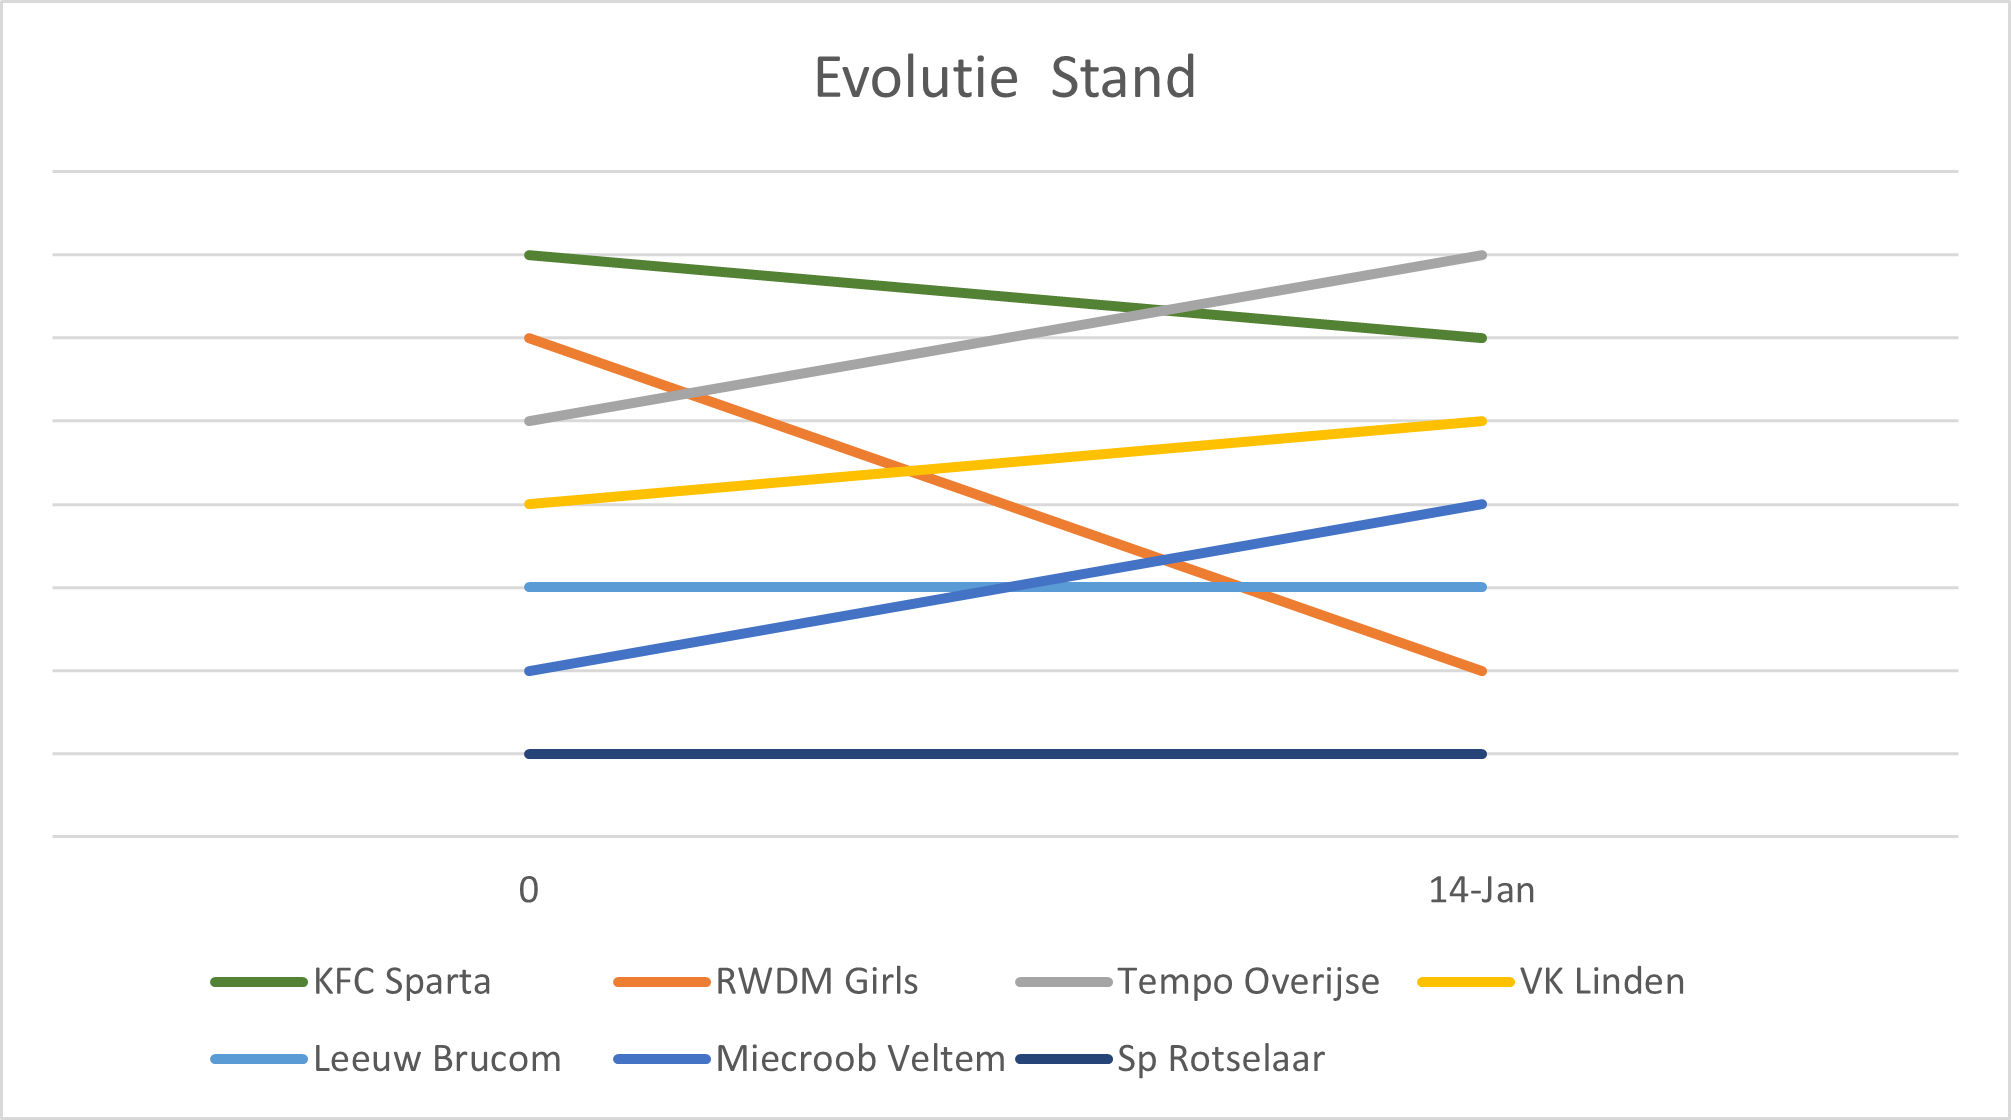 Evolutie  Stand
0
14-Jan
KFC Sparta
RWDM Girls
Tempo Overijse
VK Linden
Leeuw Brucom
Miecroob Veltem
Sp Rotselaar